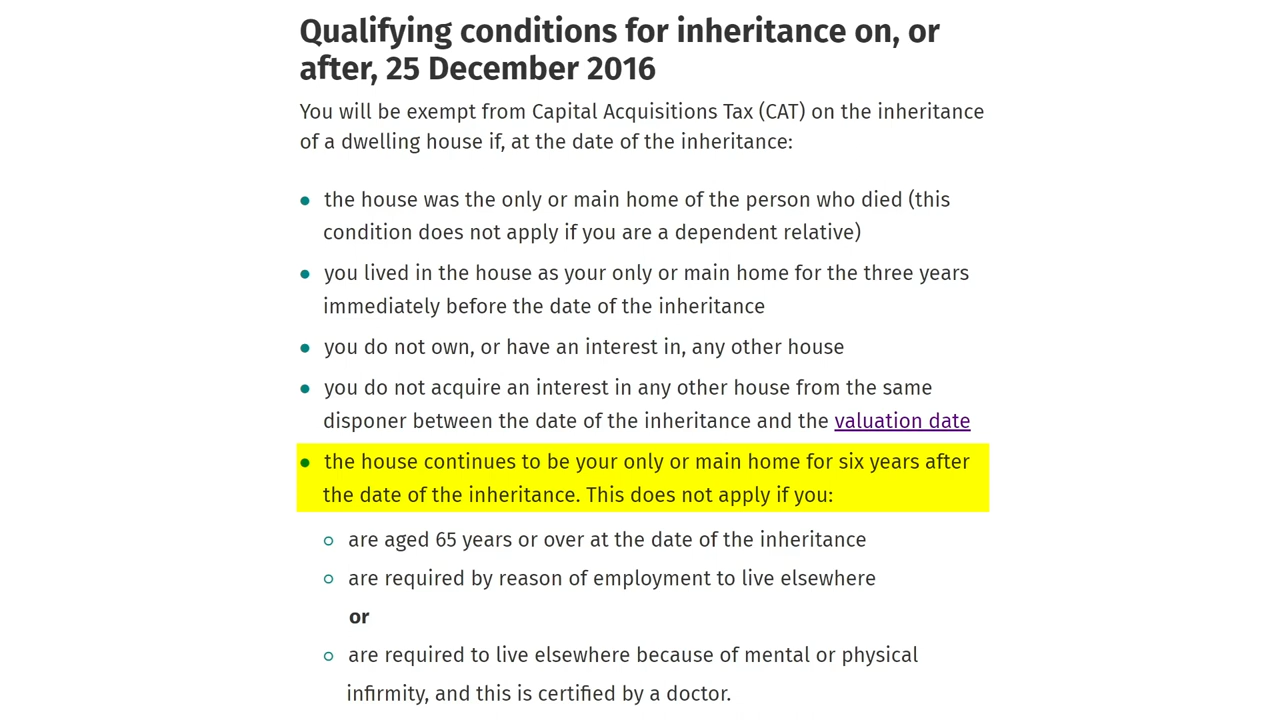 Qualifying conditions for inheritance on, or
after, 25 December 2016
You will be exempt from Capital Acquisitions Tax (CAT) on the inheritance
of a dwelling house if, at the date of the inheritance:
the house was the only or main home of the person who died (this
condition does not apply if you are a dependent relative)
you lived in the house as your only or main home for the three years
immediately before the date of the inheritance
you do not own, or have an interest in, any other house
you do not acquire an interest in any other house from the same
disponer between the date of the inheritance and the valuation date
the house continues to be your only or main home for six years after
the date of the inheritance. This does not apply if you:
are aged 65 years or over at the date of the inheritance
are required by reason of employment to live elsewhere
or
are required to live elsewhere because of mental or physical
infirmity, and this is certified by a doctor.